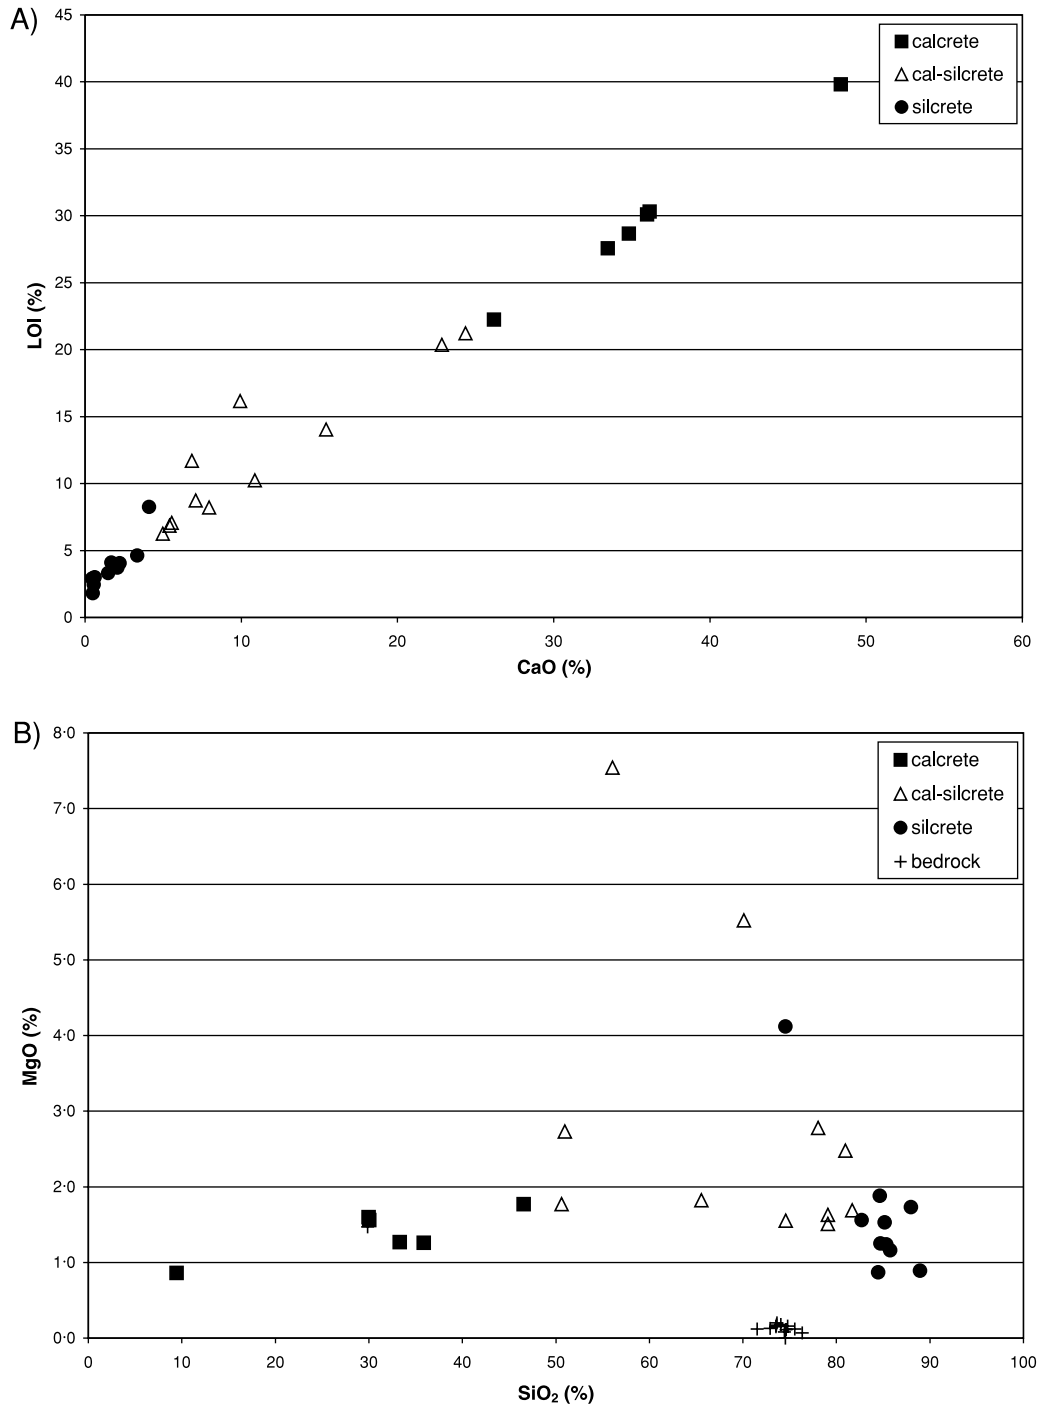 A)
45
40
35
30
25
20
15
10
5
0
LOI (%)
0 10 20 30 40 50 60
CaO (%)
calcrete
cal-silcrete
silcrete
B)
8·0
7·0
6·0
5·0
4·0
3·0
2·0
1·0
0·0
MgO (%)
0 10 20 30 40 50 60 70 80 90 100
SiO₂ (%)
calcrete
cal-silcrete
silcrete
bedrock